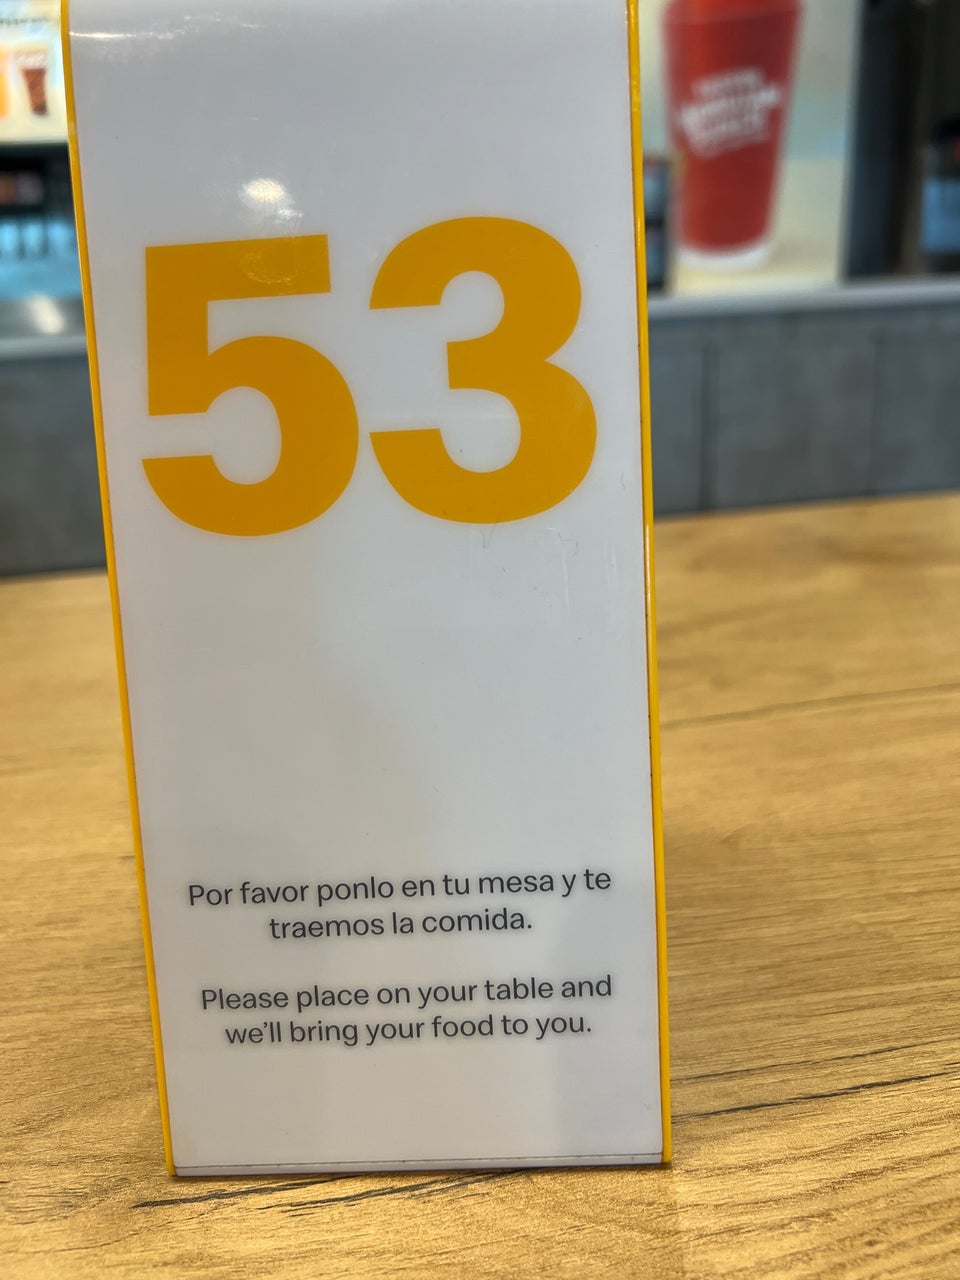 53
Por favor ponlo en tu mesa y te
traemos la comida.
Please place on your table and
we'll bring your food to you.